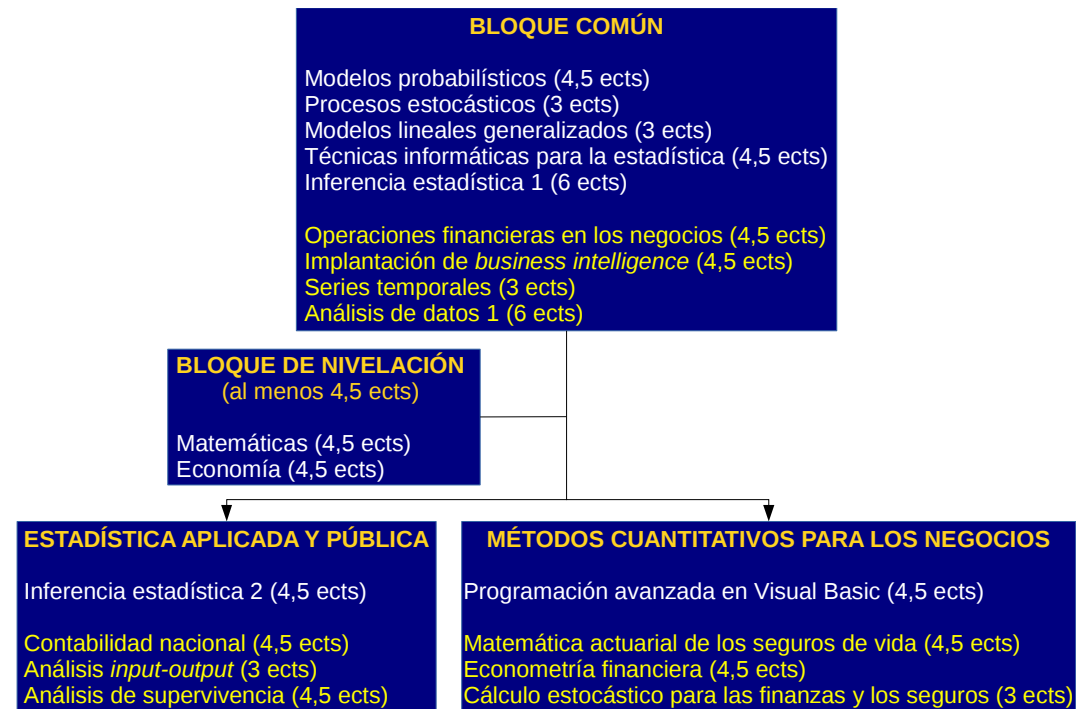 BLOQUE COMÚN
Modelos probabilísticos (4,5 ects)
Procesos estocásticos (3 ects)
Modelos lineales generalizados (3 ects)
Técnicas informáticas para la estadística (4,5 ects)
Inferencia estadística 1 (6 ects)
Operaciones financieras en los negocios (4,5 ects)
Implantación de business intelligence (4,5 ects)
Series temporales (3 ects)
Análisis de datos 1 (6 ects)
BLOQUE DE NIVELACIÓN
(al menos 4,5 ects)
Matemáticas (4,5 ects)
Economía (4,5 ects)
ESTADÍSTICA APLICADA Y PÚBLICA
Inferencia estadística 2 (4,5 ects)
Contabilidad nacional (4,5 ects)
Análisis input-output (3 ects)
Análisis de supervivencia (4,5 ects)
MÉTODOS CUANTITATIVOS PARA LOS NEGOCIOS
Programación avanzada en Visual Basic (4,5 ects)
Matemática actuarial de los seguros de vida (4,5 ects)
Econometría financiera (4,5 ects)
Cálculo estocástico para las finanzas y los seguros (3 ects)